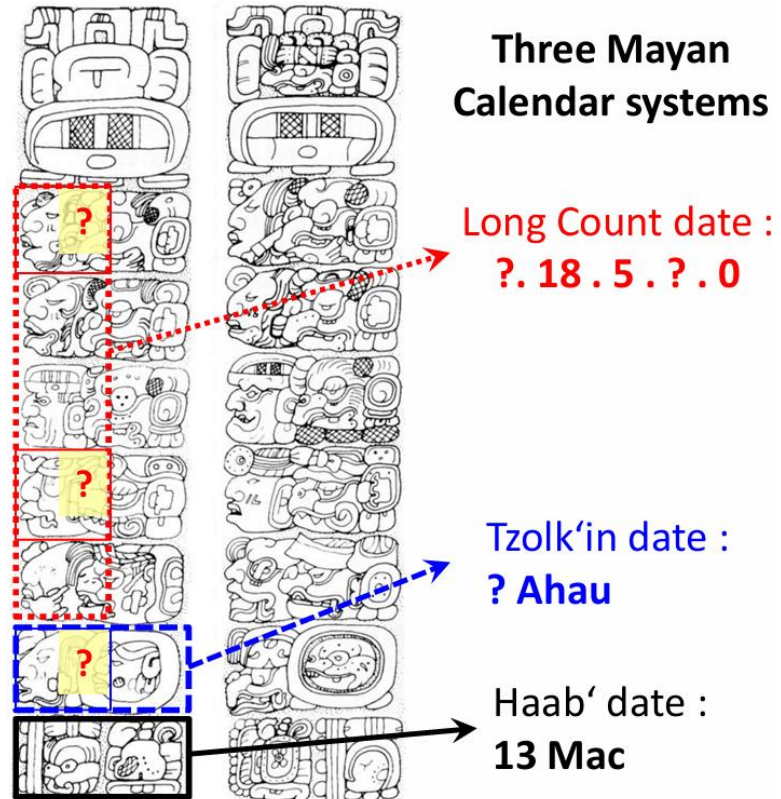 Three Mayan
Calendar systems
?
Long Count date :
?. 18 . 5 . ? . 0
?
Tzolk‘in date :
? Ahau
?
Haab‘ date :
13 Mac